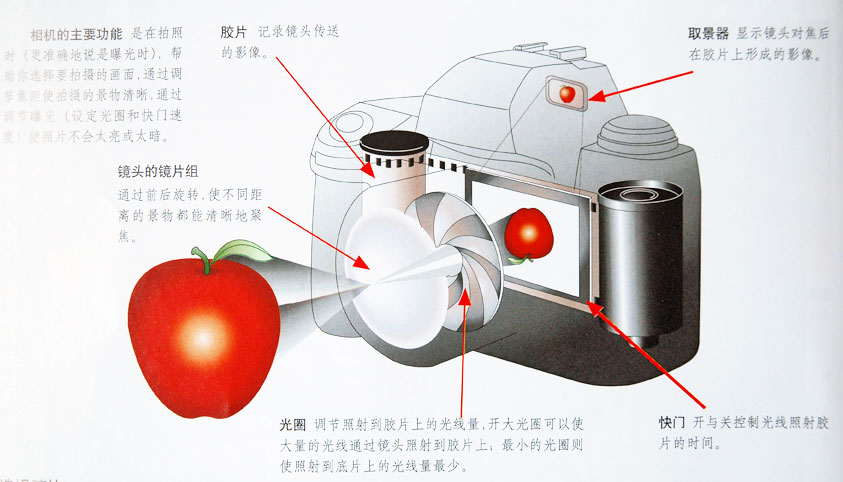 相机的主要功能 是在拍照
时（更准确地说是曝光时），帮
助你选择要拍摄的画面，通过调
节焦距使拍摄的景物清晰，通过
调节曝光（设定光圈和快门速
度）使照片不会太亮或太暗。
胶片 记录镜头传送
的影像。
取景器 显示镜头对焦后
在胶片上形成的影像。
镜头的镜片组
通过前后旋转，使不同距
离的景物都能清晰地聚
焦。
光圈 调节照射到胶片上的光线量，开大光圈可以使
大量的光线通过镜头照射到胶片上；最小的光圈则
使照射到底片上的光线量最少。
快门 开与关控制光线照射胶
片的时间。